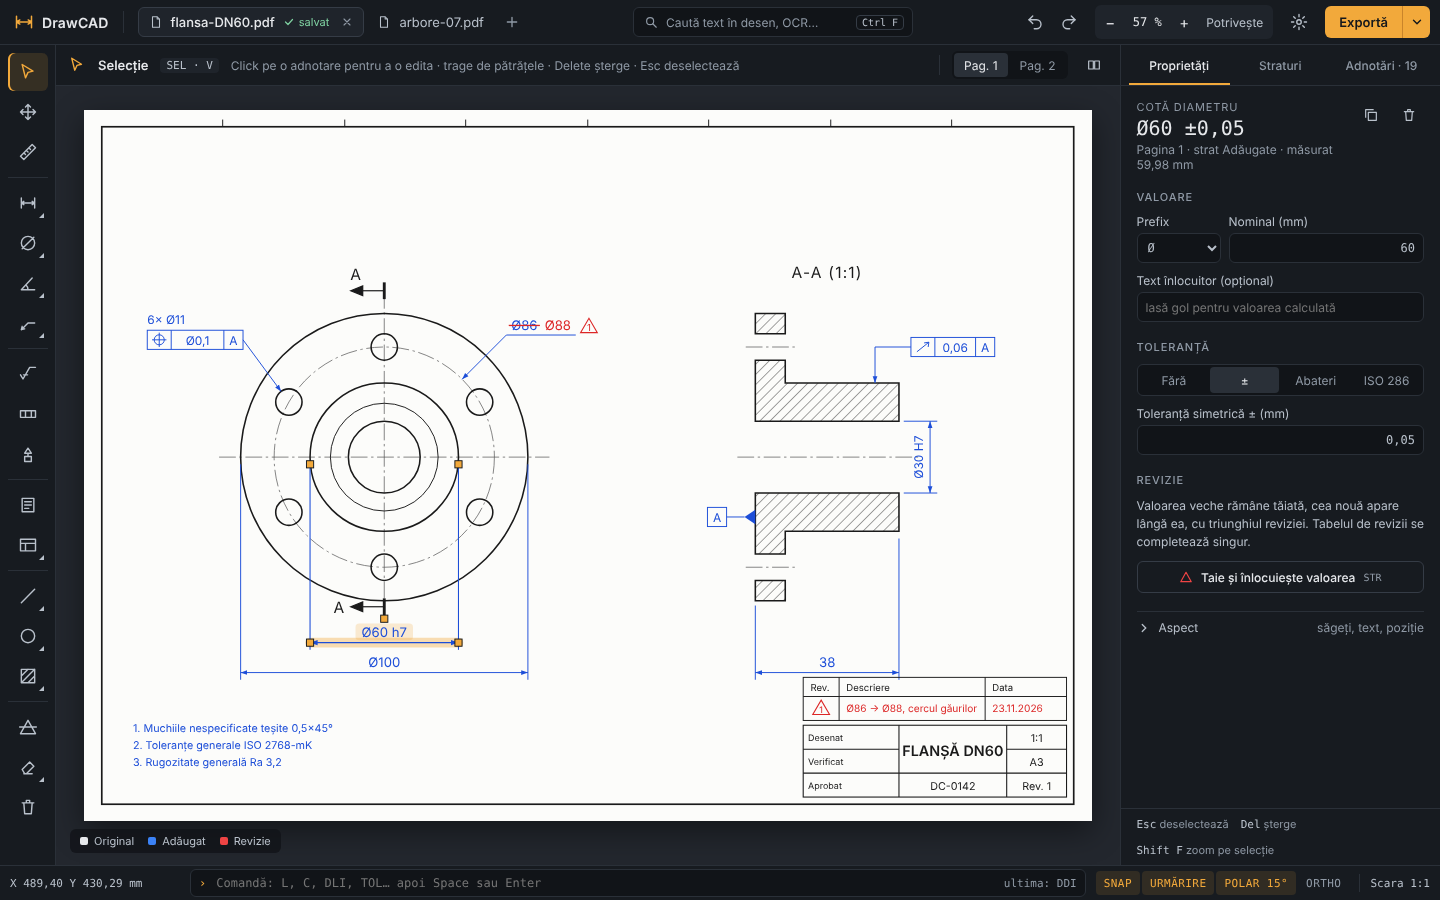 DrawCAD
flansa-DN60.pdf
salvat
arbore-07.pdf
Caută text în desen, OCR...
Ctrl F
57 %
Potrivește
Exportă
Selecție
SEL · V
Click pe o adnotare pentru a o edita · trage de pătrățele · Delete șterge · Esc deselectează
Pag. 1
Pag. 2
Proprietăți
Straturi
Adnotări · 19
COTĂ DIAMETRU
Ø60 ±0,05
Pagina 1 · strat Adăugate · măsurat
59,98 mm
VALOARE
Prefix
Nominal (mm)
Ø
60
Text înlocuitor (opțional)
lasă gol pentru valoarea calculată
TOLERANȚĂ
Fără
±
Abateri
ISO 286
Toleranță simetrică ± (mm)
0,05
REVIZIE
Valoarea veche rămâne tăiată, cea nouă apare
lângă ea, cu triunghiul reviziei. Tabelul de revizii se
completează singur.
Taie și înlocuiește valoarea STR
Aspect
săgeți, text, poziție
Esc deselectează Del șterge
Shift F zoom pe selecție
A
A-A (1:1)
6× Ø11
Ø0,1
A
Ø86 Ø88
1
0,06
A
Ø30 H7
A
A
Ø60 h7
Ø100
38
Rev.
Descriere
Data
1
Ø86 → Ø88, cercul găurilor
23.11.2026
Desenat
FLANȘĂ DN60
1:1
Verificat
A3
Aprobat
DC-0142
Rev. 1
1. Muchiile nespecificate teșite 0,5×45°
2. Toleranțe generale ISO 2768-mK
3. Rugozitate generală Ra 3,2
Original
Adăugat
Revizie
X 489,40 Y 430,29 mm
› Comandă: L, C, DLI, TOL… apoi Space sau Enter
ultima: DDI
SNAP
URMĂRIRE
POLAR 15°
ORTHO
Scara 1:1